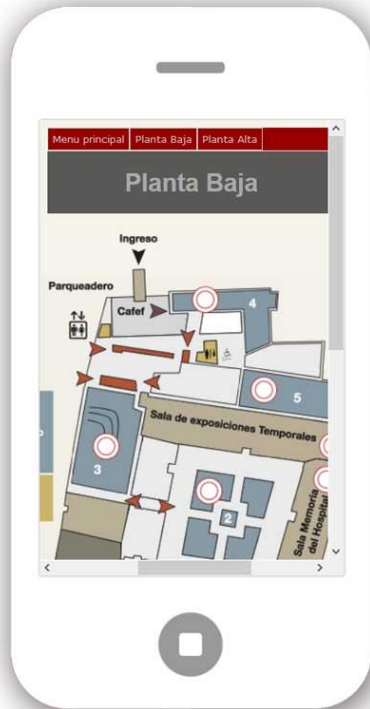 Menu principal Planta Baja Planta Alta
Planta Baja
Ingreso
Parqueadero
Cafef
4
5
Sala de exposiciones Temporales
3
2
Sala Memoria
del Hospital